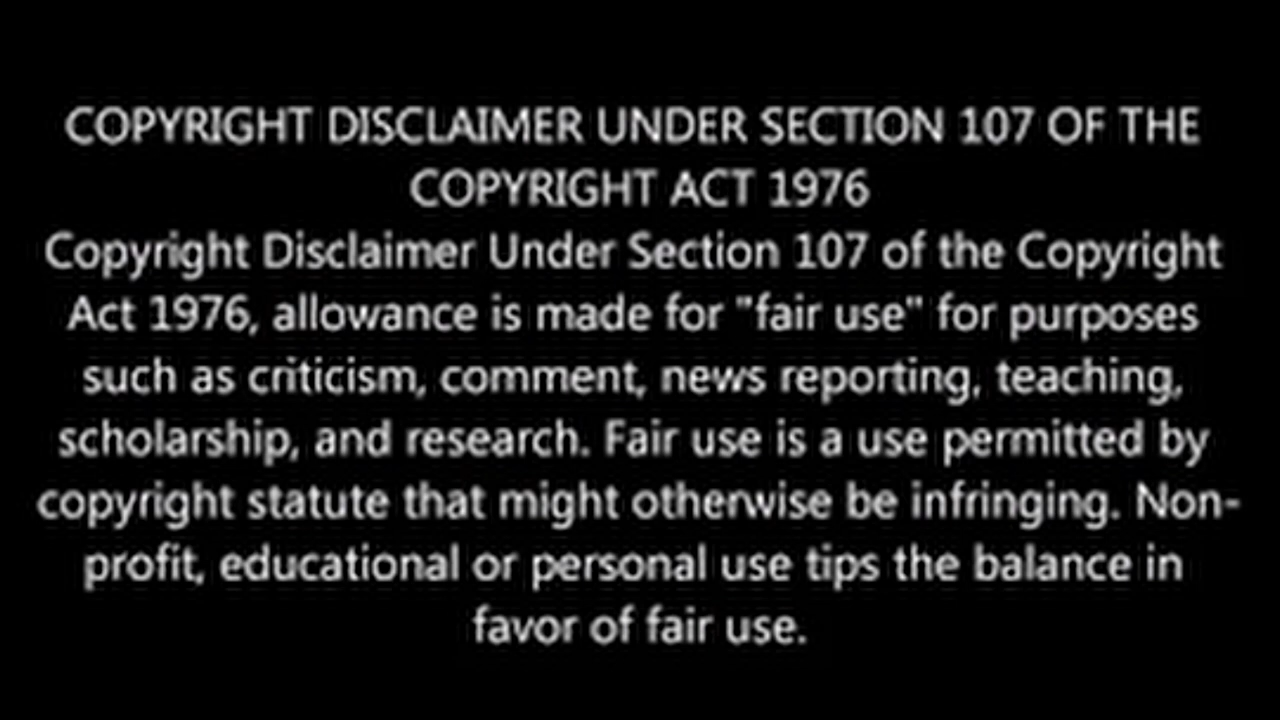 COPYRIGHT DISCLAIMER UNDER SECTION 107 OF THE
COPYRIGHT ACT 1976
Copyright Disclaimer Under Section 107 of the Copyright
Act 1976, allowance is made for "fair use" for purposes
such as criticism, comment, news reporting, teaching,
scholarship, and research. Fair use is a use permitted by
copyright statute that might otherwise be infringing. Non-
profit, educational or personal use tips the balance in
favor of fair use.